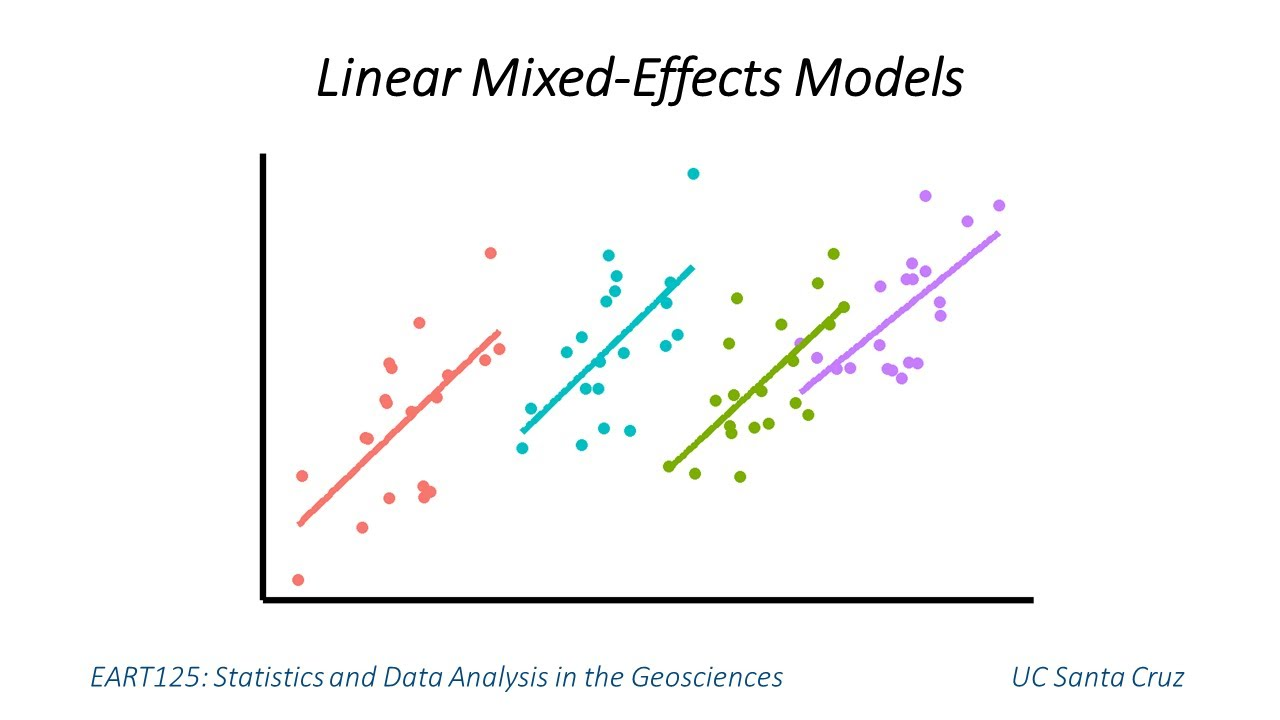 Linear Mixed-Effects Models
EART125: Statistics and Data Analysis in the Geosciences
UC Santa Cruz